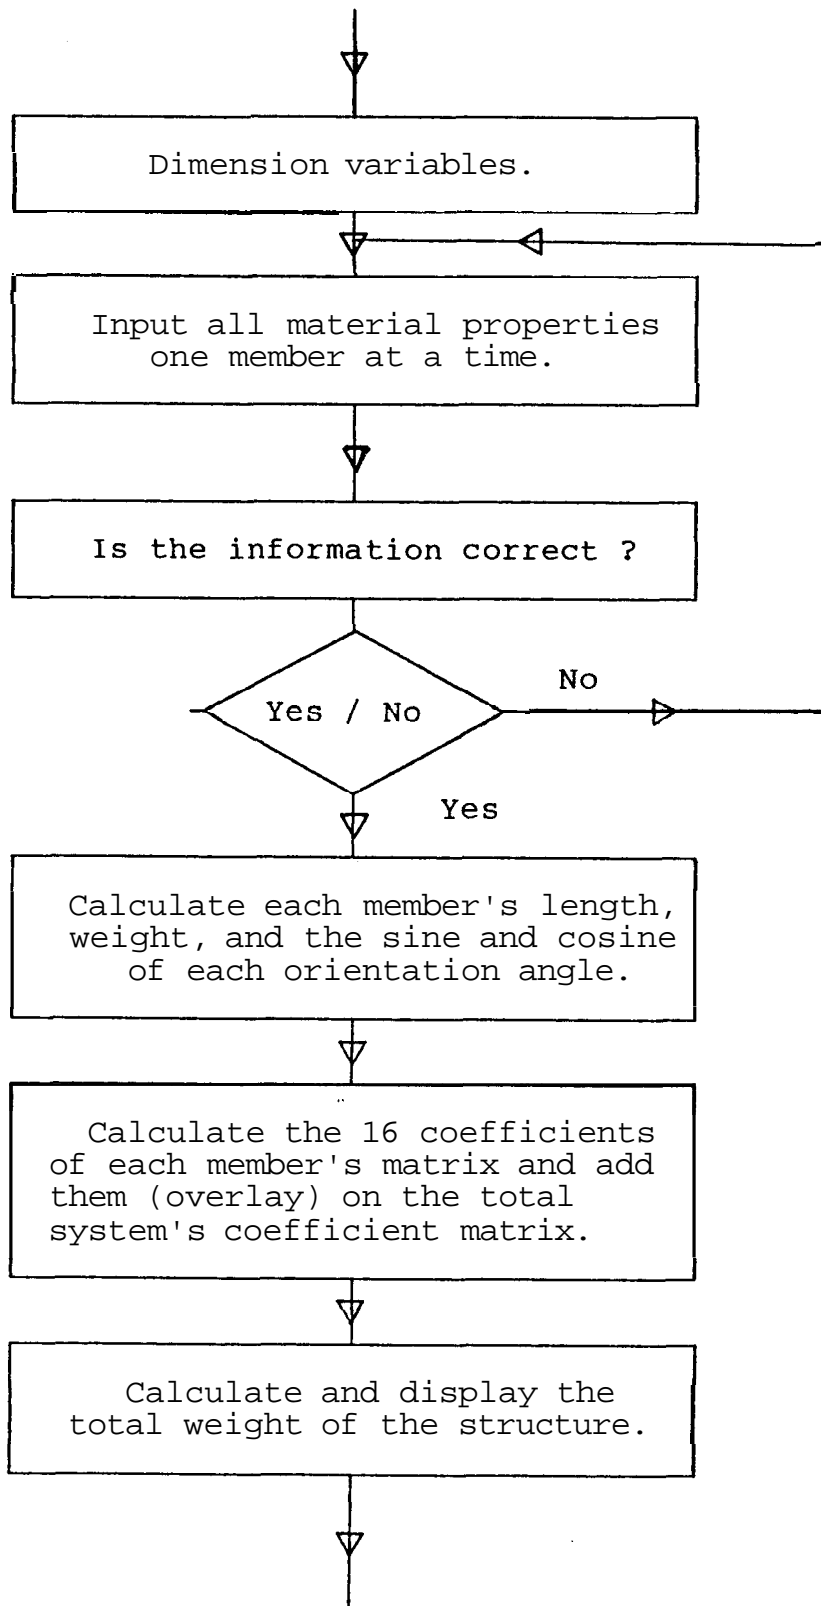 Dimension variables.
Input all material properties
one member at a time.
Is the information correct ?
Yes / No
No
Yes
Calculate each member's length,
weight, and the sine and cosine
of each orientation angle.
Calculate the 16 coefficients
of each member's matrix and add
them (overlay) on the total
system's coefficient matrix.
Calculate and display the
total weight of the structure.